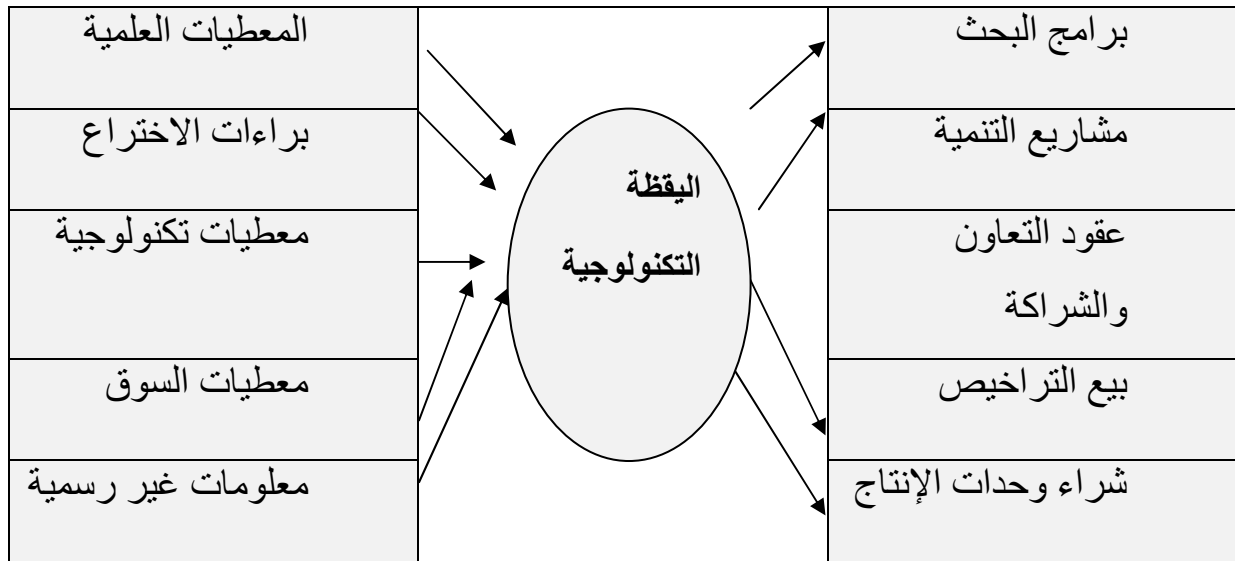 المعطيات العلمية
براءات الاختراع
معطيات تكنولوجية
معطيات السوق
معلومات غير رسمية
اليقظة
التكنولوجية
برامج البحث
مشاريع التنمية
عقود التعاون
والشراكة
بيع التراخيص
شراء وحدات الإنتاج